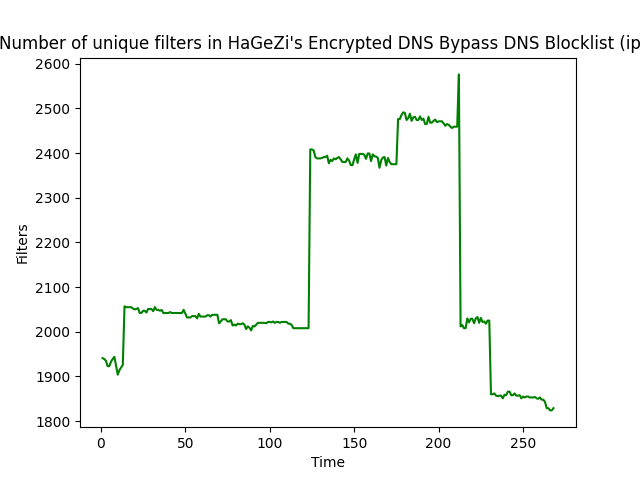 Number of unique filters in HaGeZi's Encrypted DNS Bypass DNS Blocklist (ip
2600
2500
2400
2300
2200
2100
2000
1900
1800
Filters
0 50 100 150 200 250
Time